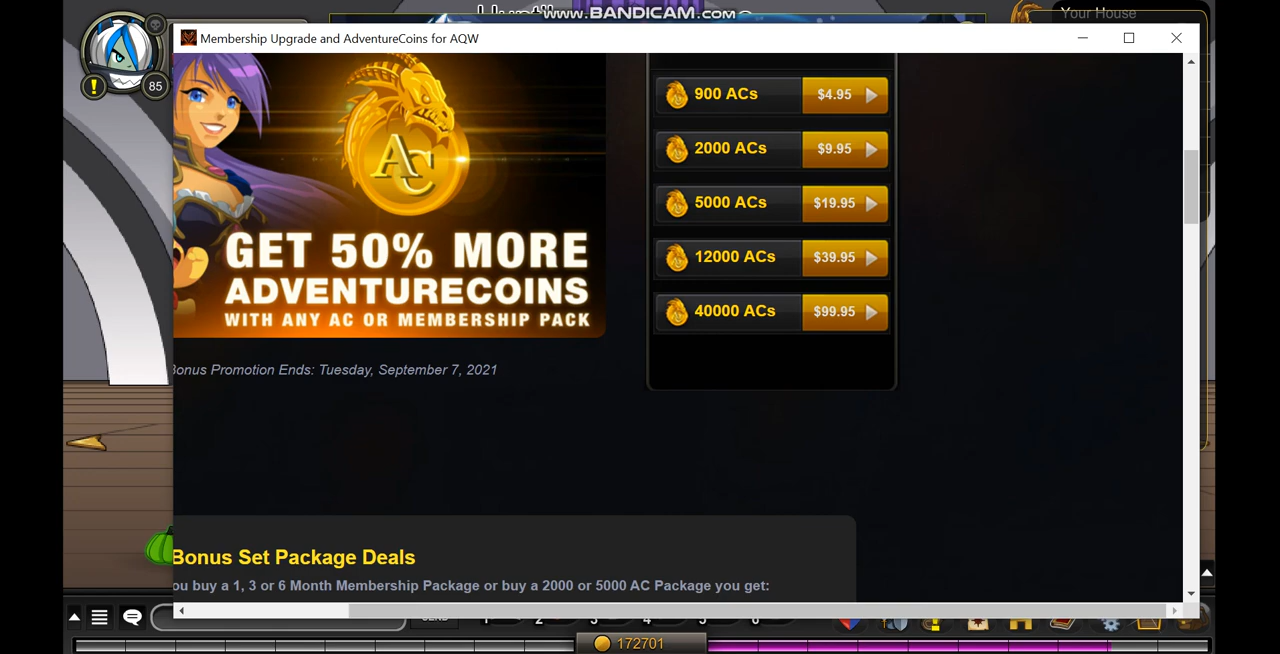 www.BANDICAM.com
Your House
Membership Upgrade and AdventureCoins for AQW
85
AC
GET 50% MORE
ADVENTURECOINS
WITH ANY AC OR MEMBERSHIP PACK
900 ACs $4.95
2000 ACs $9.95
5000 ACs $19.95
12000 ACs $39.95
40000 ACs $99.95
Bonus Promotion Ends: Tuesday, September 7, 2021
Bonus Set Package Deals
ou buy a 1, 3 or 6 Month Membership Package or buy a 2000 or 5000 AC Package you get:
SEND 1 2 3 4 5 6
172701